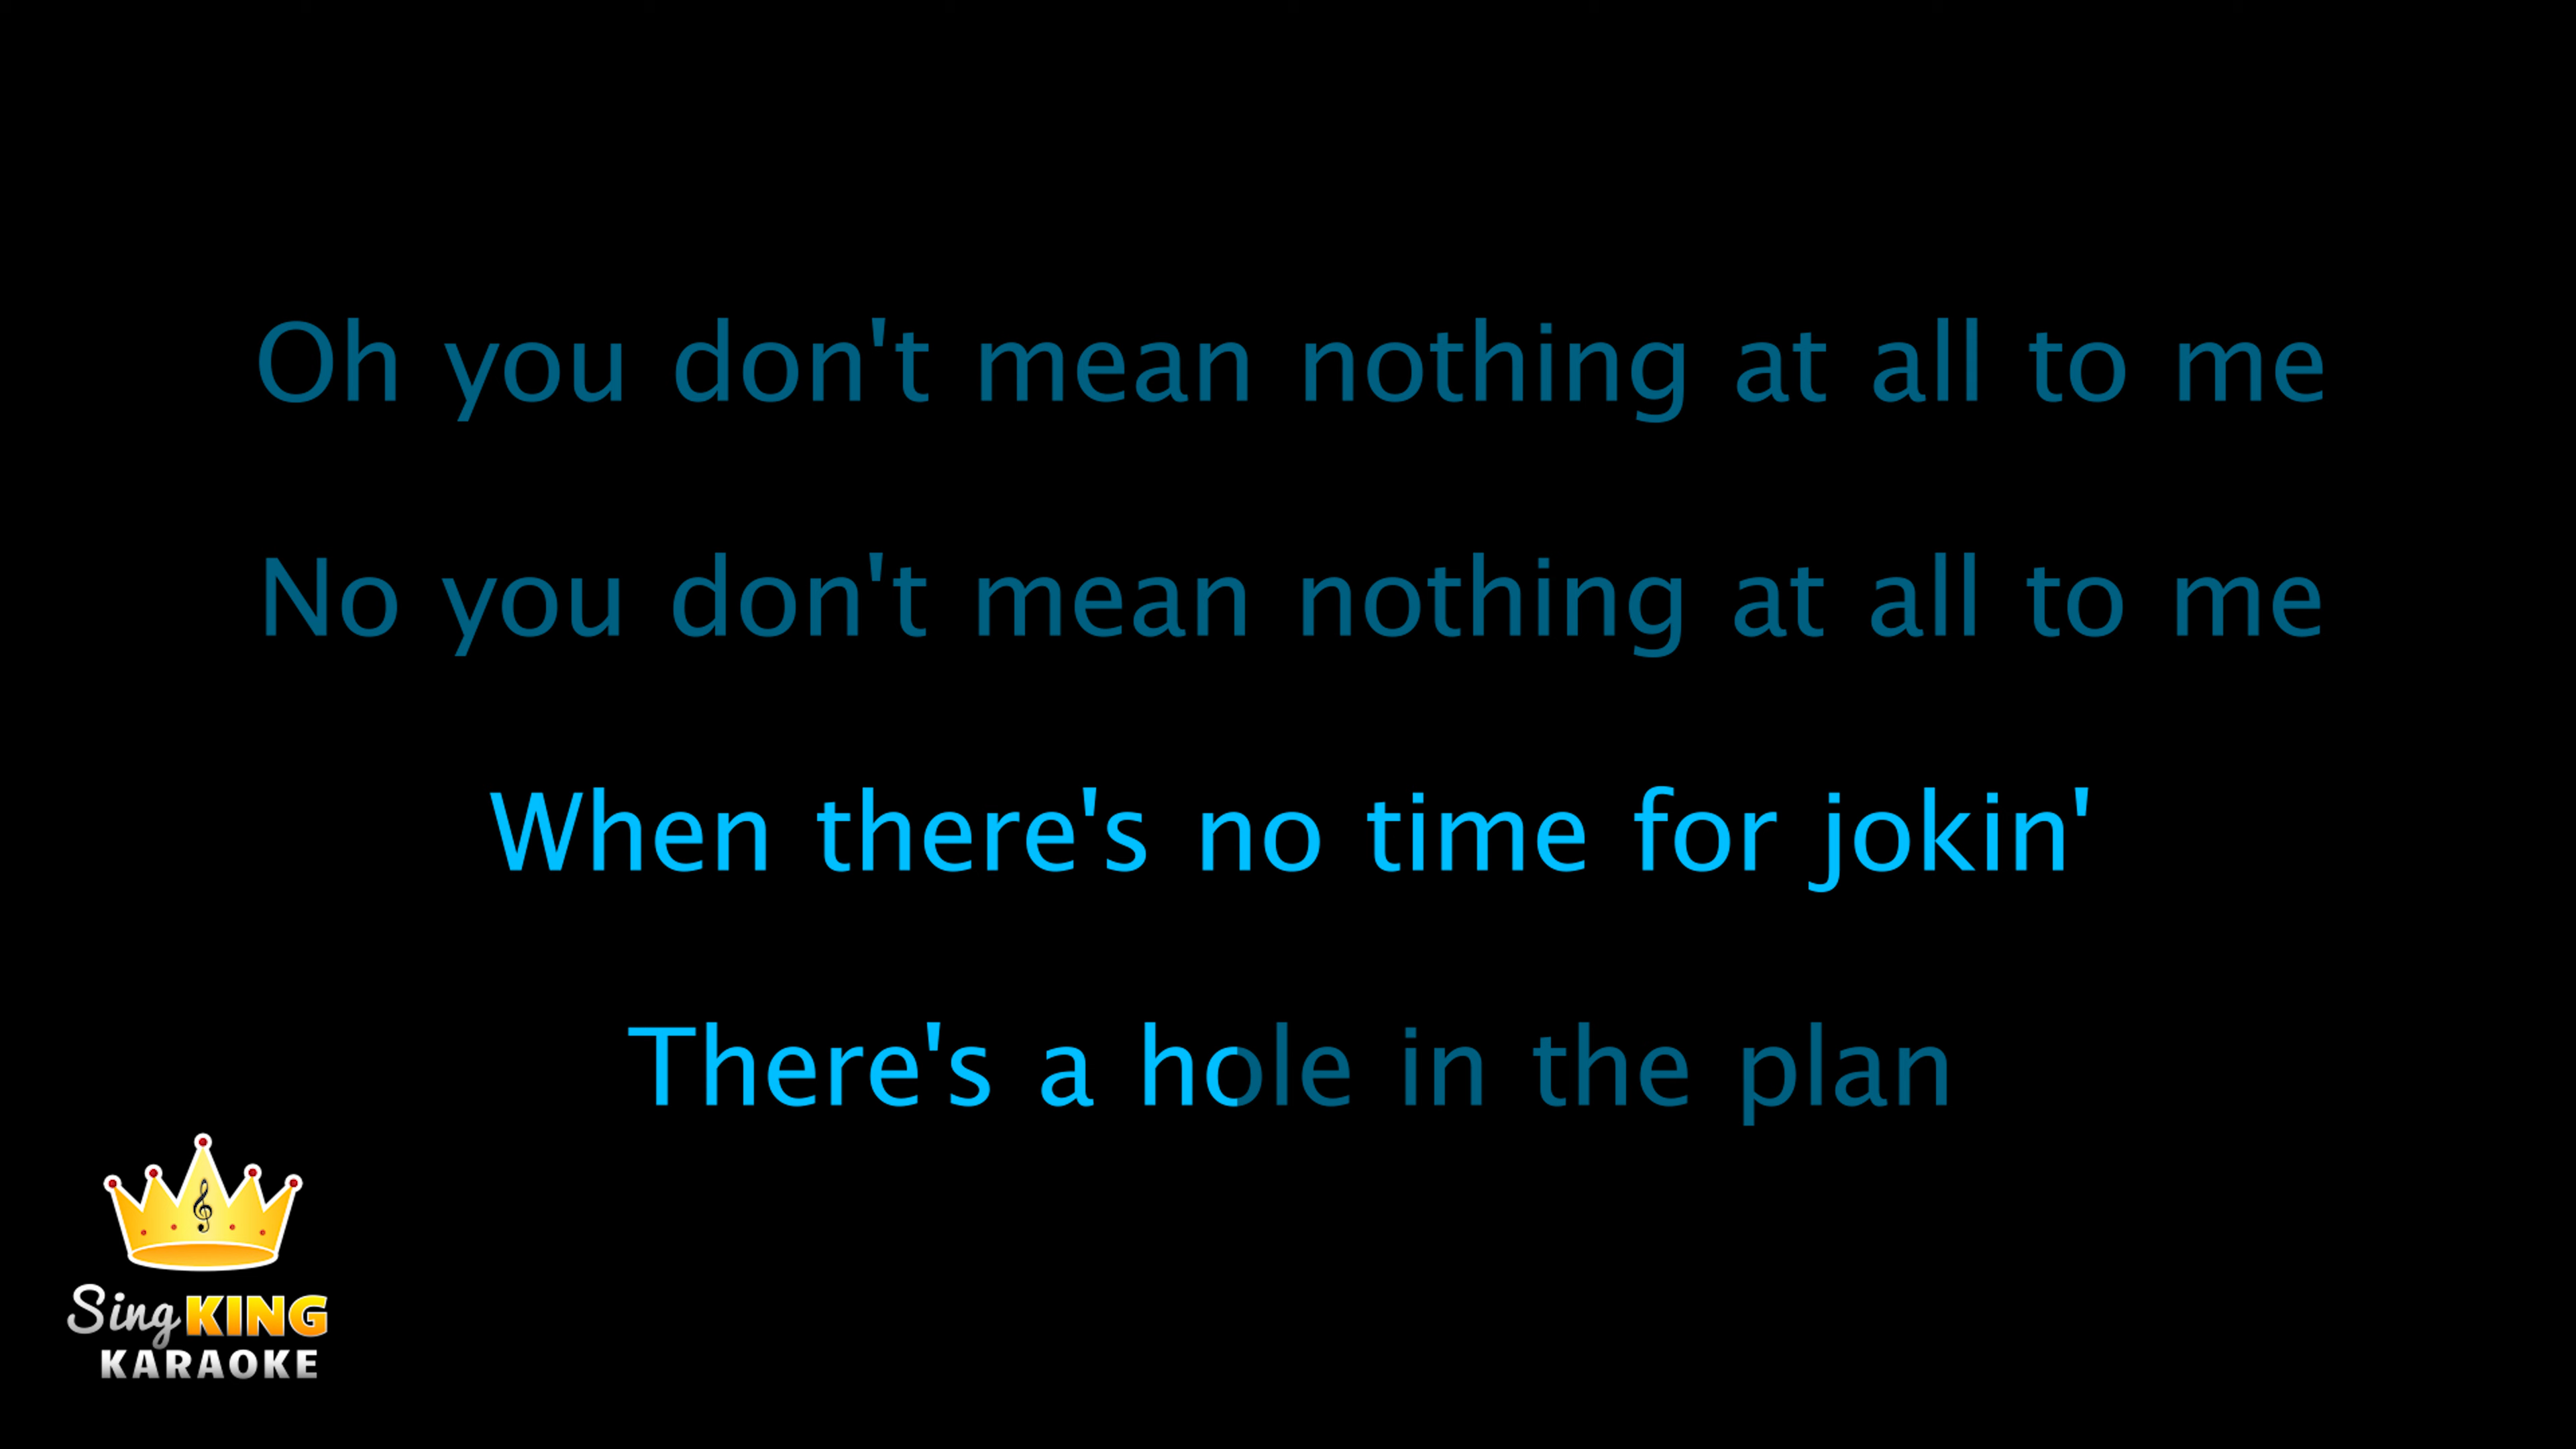 Oh you don't mean nothing at all to me
No you don't mean nothing at all to me
When there's no time for jokin'
There's a hole in the plan
Sing KING
KARAOKE